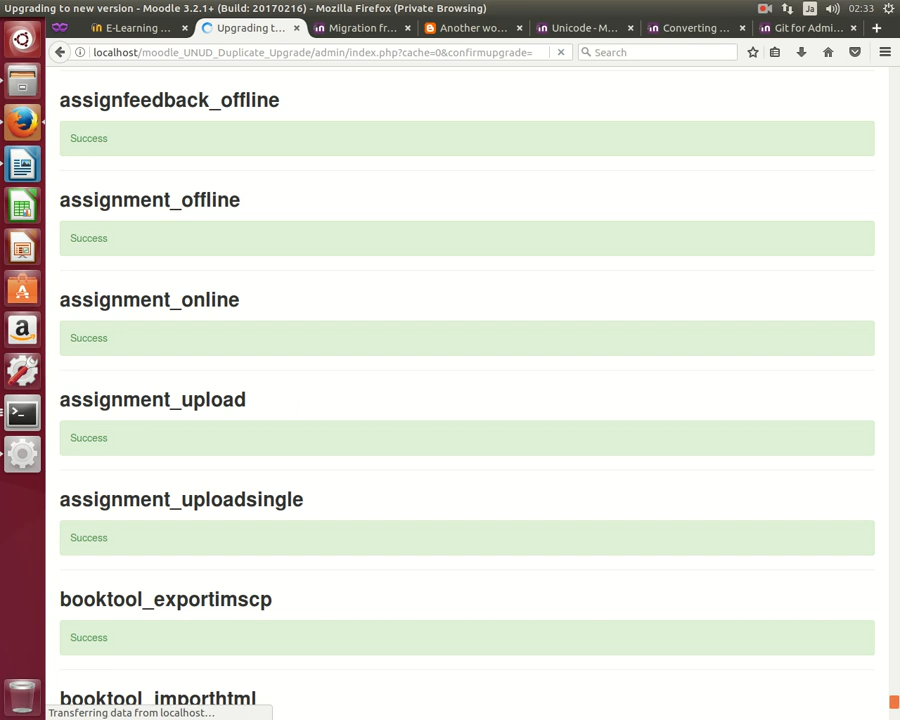 Upgrading to new version - Moodle 3.2.1+ (Build: 20170216) - Mozilla Firefox (Private Browsing)
Ja
02:33
E-Learning ...
Upgrading t...
Migration fr...
Another wo...
Unicode - M...
Converting ...
Git for Admi...
localhost/moodle_UNUD_Duplicate_Upgrade/admin/index.php?cache=0&confirmupgrade=
Search
assignfeedback_offline
Success
assignment_offline
Success
assignment_online
Success
assignment_upload
Success
assignment_uploadsingle
Success
booktool_exportimscp
Success
booktool_importhtml
Transferring data from localhost...